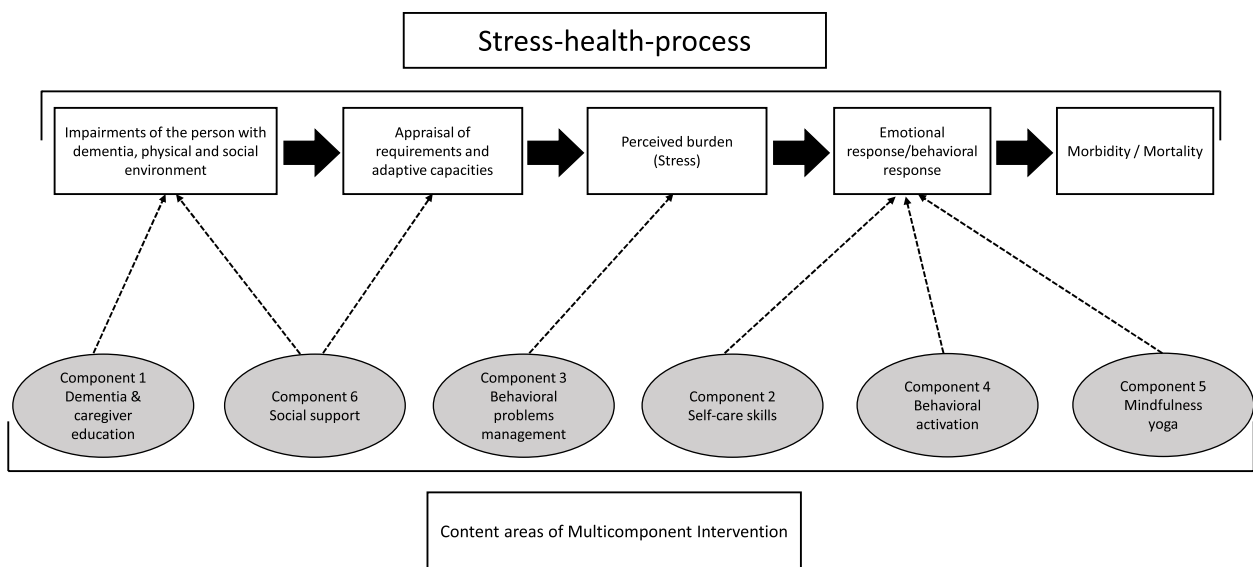 Stress-health-process
Impairments of the person with
dementia, physical and social
environment
Appraisal of
requirements and
adaptive capacities
Perceived burden
(Stress)
Emotional
response/behavioral
response
Morbidity / Mortality
Component 1
Dementia &
caregiver
education
Component 6
Social support
Component 3
Behavioral
problems
management
Component 2
Self-care skills
Component 4
Behavioral
activation
Component 5
Mindfulness
yoga
Content areas of Multicomponent Intervention